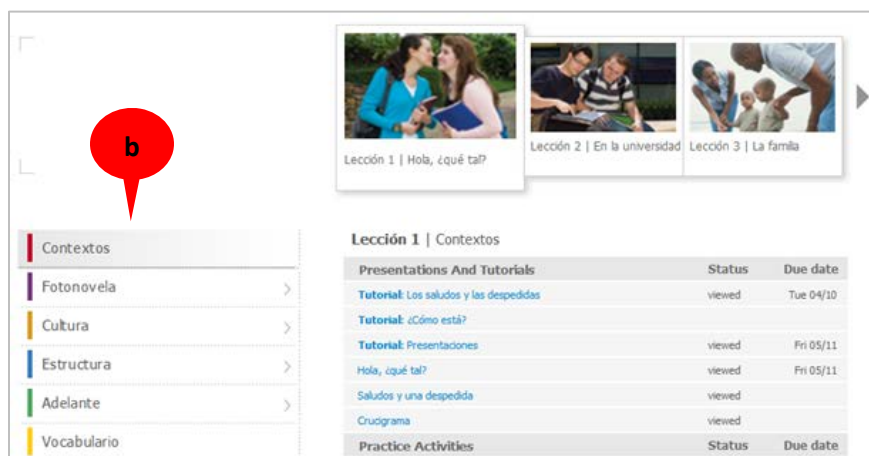 b
Lección 1 | Hola, ¿qué tal?
Lección 2 | En la universidad
Lección 3 | La familia
Contextos
Fotonovela
Cultura
Estructura
Adelante
Vocabulario
Lección 1 | Contextos
Presentations And Tutorials Status Due date
Tutorial: Los saludos y las despedidas viewed Tue 04/10
Tutorial: ¿Cómo está?
Tutorial: Presentaciones viewed Fri 05/11
Hola, ¿qué tal? viewed Fri 05/11
Saludos y una despedida viewed
Crucigrama viewed
Practice Activities Status Due date